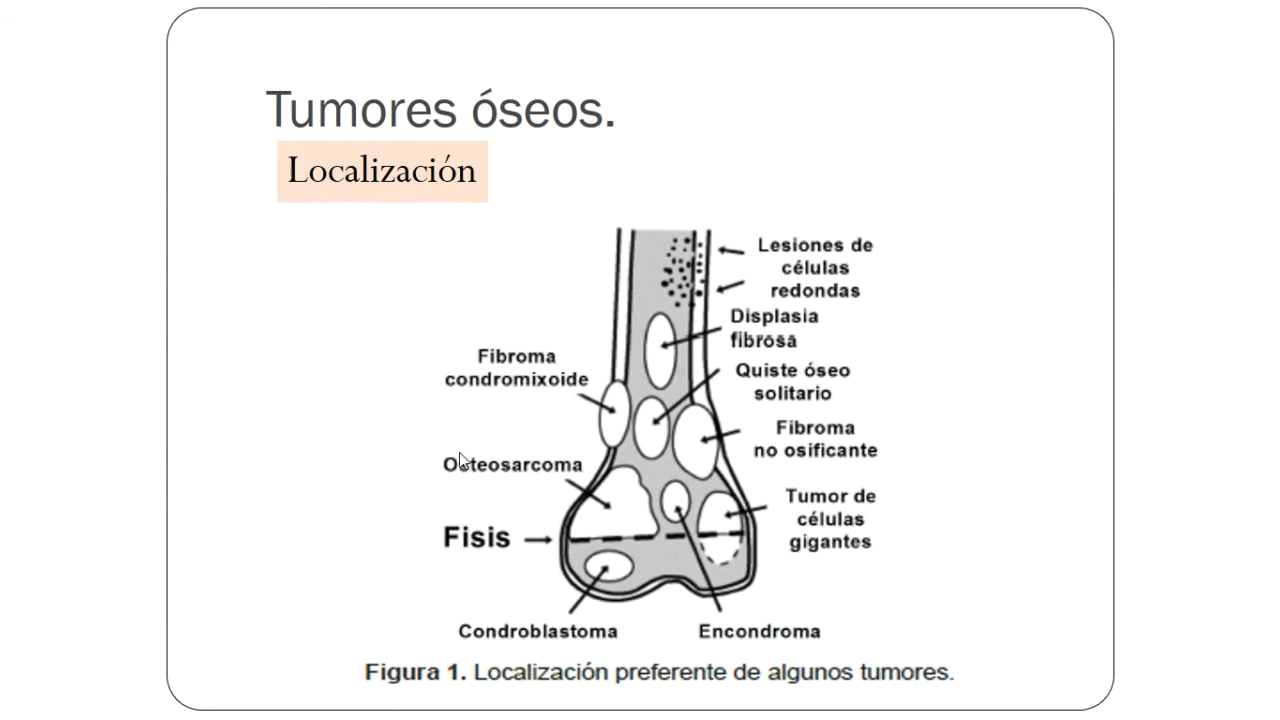 Tumores óseos.
Localización
Lesiones de
células
redondas
Displasia
fibrosa
Fibroma
condromixoide
Quiste óseo
solitario
Fibroma
no osificante
Osteosarcoma
Tumor de
células
gigantes
Fisis
Condroblastoma
Encondroma
Figura 1. Localización preferente de algunos tumores.